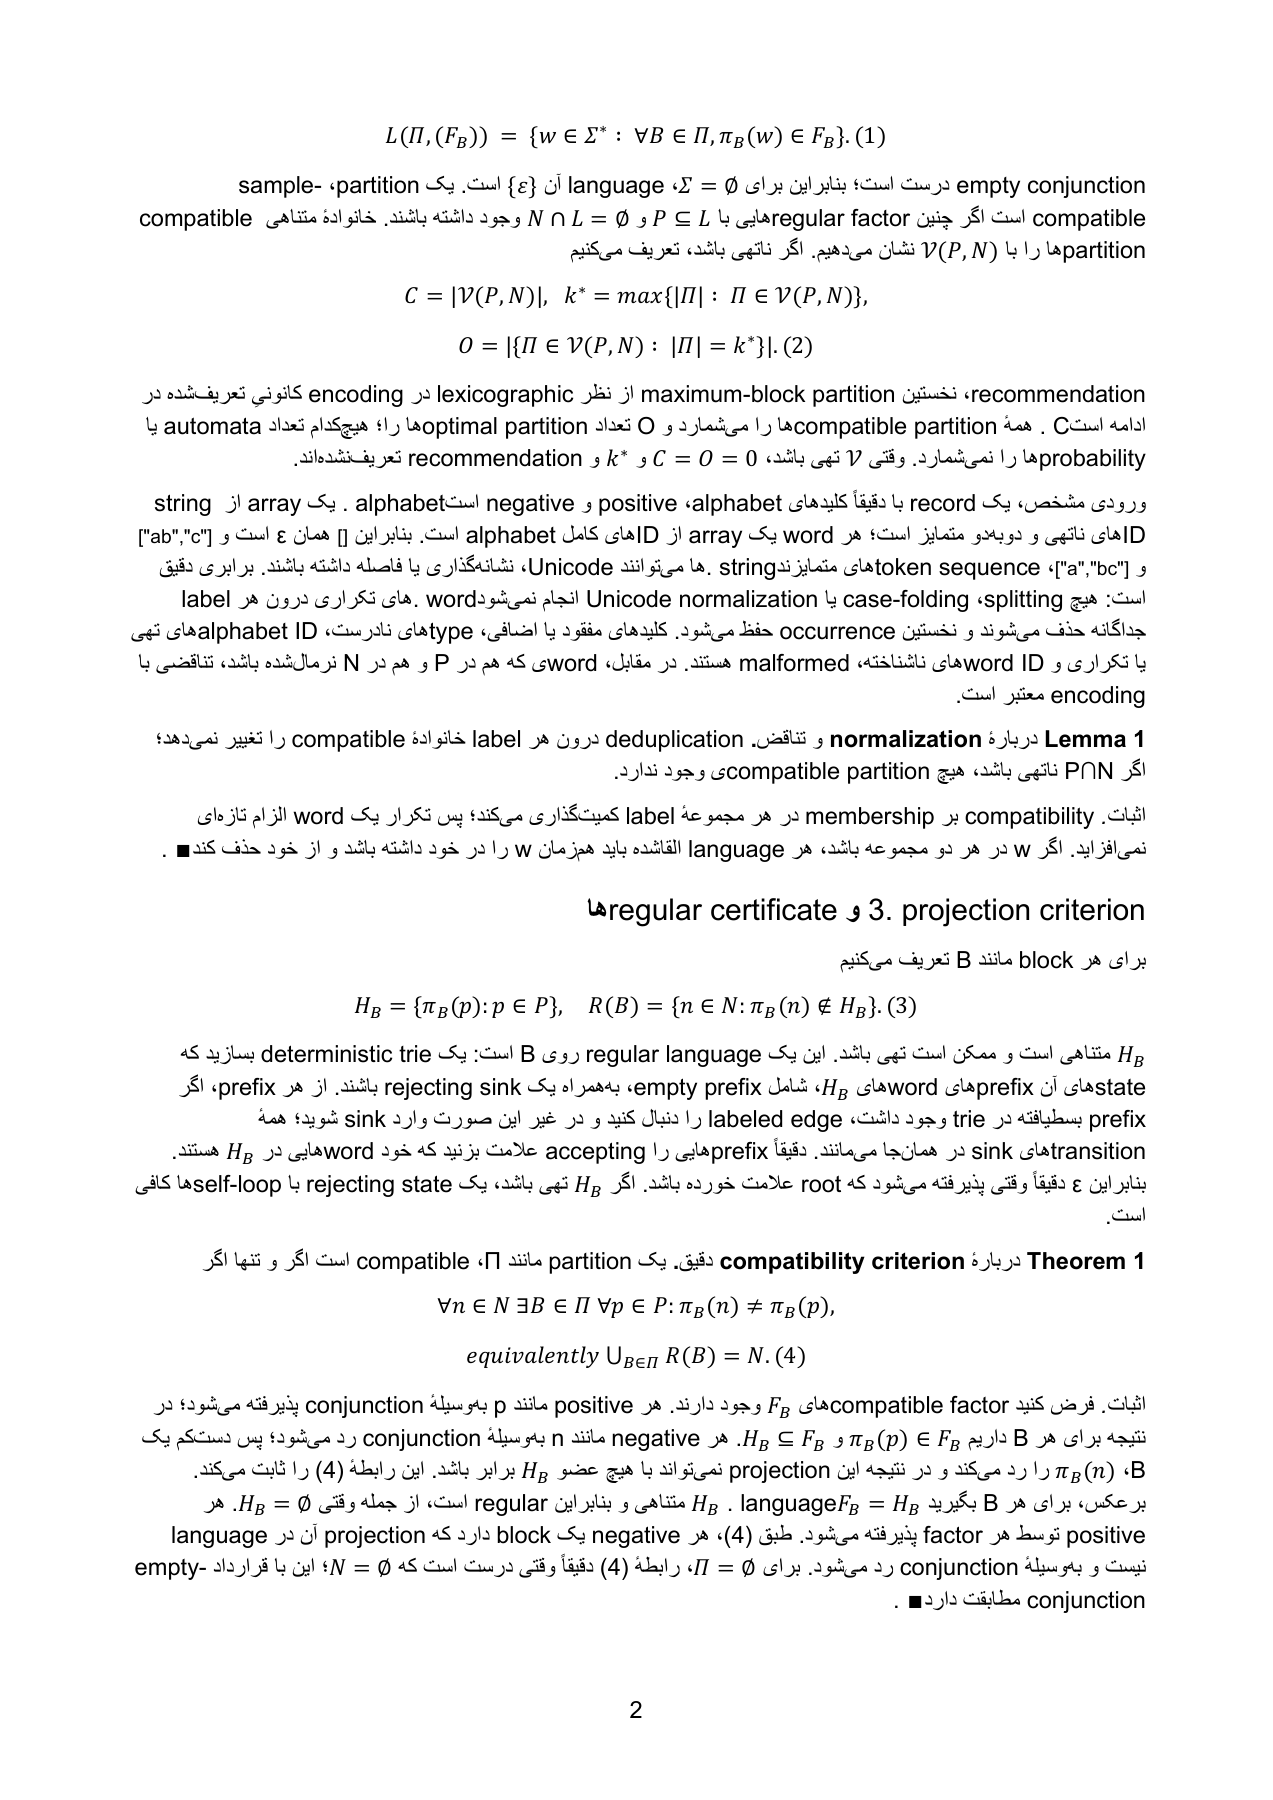 L(Π, (F_B)) = {w ∈ Σ* : ∀B ∈ Π, π_B(w) ∈ F_B}. (1)
empty conjunction درست است؛ بنابراین برای Σ = ∅، language آن {ε} است. یک partition، sample-
compatible است اگر چنین regular factorهایی با P ⊆ L و N ∩ L = ∅ وجود داشته باشند. خانوادهٔ متناهی compatible
partitionها را با 𝒱(P, N) نشان می‌دهیم. اگر ناتهی باشد، تعریف می‌کنیم
C = |𝒱(P, N)|, k* = max{|Π| : Π ∈ 𝒱(P, N)},
O = |{Π ∈ 𝒱(P, N) : |Π| = k*}|. (2)
recommendation، نخستین maximum-block partition از نظر lexicographic در encoding کانونیِ تعریف‌شده در
ادامه استC . همهٔ compatible partitionها را می‌شمارد و O تعداد optimal partitionها را؛ هیچ‌کدام تعداد automata یا
probabilityها را نمی‌شمارد. وقتی 𝒱 تهی باشد، C = O = 0 و k* و recommendation تعریف‌نشده‌اند.
ورودی مشخص، یک record با دقیقاً کلیدهای alphabet، positive و negative استalphabet . یک array از string
IDهای ناتهی و دوبه‌دو متمایز است؛ هر word یک array از IDهای کامل alphabet است. بنابراین [] همان ε است و ["ab","c"]
و ["a","bc"]، token sequenceهای متمایزندstring .ها می‌توانند Unicode، نشانه‌گذاری یا فاصله داشته باشند. برابری دقیق
است: هیچ splitting، case-folding یا Unicode normalization انجام نمی‌شودword .های تکراری درون هر label
جداگانه حذف می‌شوند و نخستین occurrence حفظ می‌شود. کلیدهای مفقود یا اضافی، typeهای نادرست، alphabet IDهای تهی
یا تکراری و word IDهای ناشناخته، malformed هستند. در مقابل، wordی که هم در P و هم در N نرمال‌شده باشد، تناقضی با
encoding معتبر است.
Lemma 1 دربارهٔ normalization و تناقض. deduplication درون هر label خانوادهٔ compatible را تغییر نمی‌دهد؛
اگر P∩N ناتهی باشد، هیچ compatible partitionی وجود ندارد.
اثبات. compatibility بر membership در هر مجموعهٔ label کمیت‌گذاری می‌کند؛ پس تکرار یک word الزام تازه‌ای
نمی‌افزاید. اگر w در هر دو مجموعه باشد، هر language القاشده باید هم‌زمان w را در خود داشته باشد و از خود حذف کند■ .
3. projection criterion و regular certificateها
برای هر block مانند B تعریف می‌کنیم
H_B = {π_B(p): p ∈ P}, R(B) = {n ∈ N: π_B(n) ∉ H_B}. (3)
H_B متناهی است و ممکن است تهی باشد. این یک regular language روی B است: یک deterministic trie بسازید که
stateهای آن prefixهای wordهای H_B، شامل empty prefix، به‌همراه یک rejecting sink باشند. از هر prefix، اگر
prefix بسط‌یافته در trie وجود داشت، labeled edge را دنبال کنید و در غیر این صورت وارد sink شوید؛ همهٔ
transitionهای sink در همان‌جا می‌مانند. دقیقاً prefixهایی را accepting علامت بزنید که خود wordهایی در H_B هستند.
بنابراین ε دقیقاً وقتی پذیرفته می‌شود که root علامت خورده باشد. اگر H_B تهی باشد، یک rejecting state با self-loopها کافی
است.
Theorem 1 دربارهٔ compatibility criterion دقیق. یک partition مانند Π، compatible است اگر و تنها اگر
∀n ∈ N ∃B ∈ Π ∀p ∈ P: π_B(n) ≠ π_B(p),
equivalently ⋃_{B∈Π} R(B) = N. (4)
اثبات. فرض کنید compatible factorهای F_B وجود دارند. هر positive مانند p به‌وسیلهٔ conjunction پذیرفته می‌شود؛ در
نتیجه برای هر B داریم π_B(p) ∈ F_B و H_B ⊆ F_B. هر negative مانند n به‌وسیلهٔ conjunction رد می‌شود؛ پس دست‌کم یک
B، π_B(n) را رد می‌کند و در نتیجه این projection نمی‌تواند با هیچ عضو H_B برابر باشد. این رابطهٔ (4) را ثابت می‌کند.
برعکس، برای هر B بگیرید languageF_B = H_B . H_B متناهی و بنابراین regular است، از جمله وقتی H_B = ∅. هر
positive توسط هر factor پذیرفته می‌شود. طبق (4)، هر negative یک block دارد که projection آن در language
نیست و به‌وسیلهٔ conjunction رد می‌شود. برای Π = ∅، رابطهٔ (4) دقیقاً وقتی درست است که N = ∅؛ این با قرارداد empty-
conjunction مطابقت دارد■ .
2